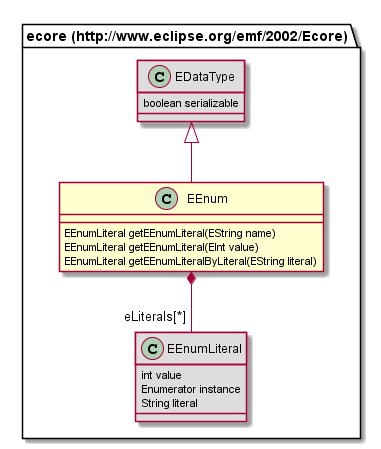 ecore (http://www.eclipse.org/emf/2002/Ecore)
C EDataType
boolean serializable
C EEnum
EEnumLiteral getEEnumLiteral(EString name)
EEnumLiteral getEEnumLiteral(EInt value)
EEnumLiteral getEEnumLiteralByLiteral(EString literal)
eLiterals[*]
C EEnumLiteral
int value
Enumerator instance
String literal